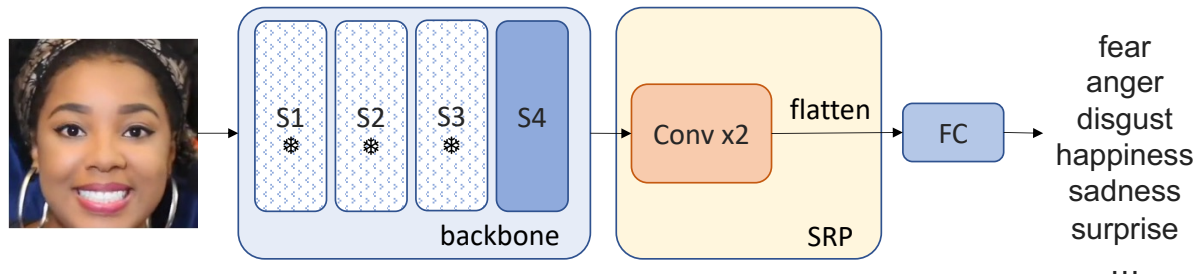 S1
S2
S3
S4
backbone
Conv x2
flatten
SRP
FC
fear
anger
disgust
happiness
sadness
surprise
...